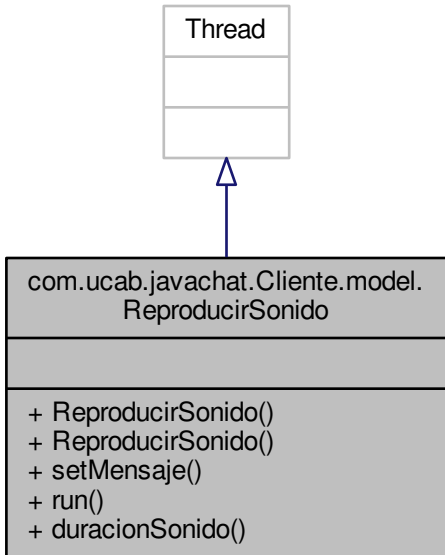 Thread
com.ucab.javachat.Cliente.model.
ReproducirSonido
+ ReproducirSonido()
+ ReproducirSonido()
+ setMensaje()
+ run()
+ duracionSonido()